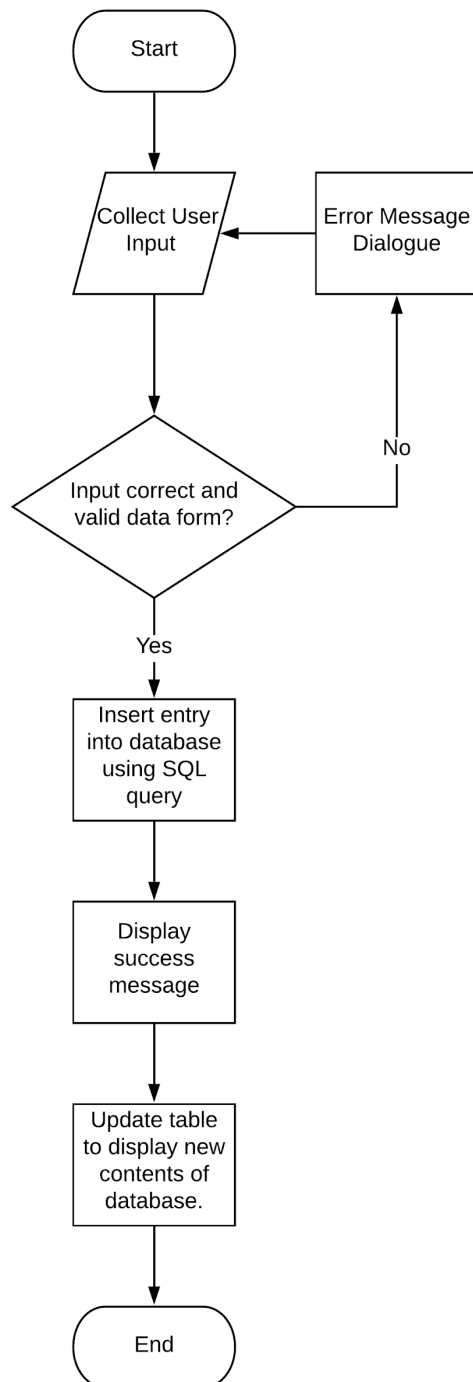 Start
Collect User
Input
Error Message
Dialogue
No
Input correct and
valid data form?
Yes
Insert entry
into database
using SQL
query
Display
success
message
Update table
to display new
contents of
database.
End